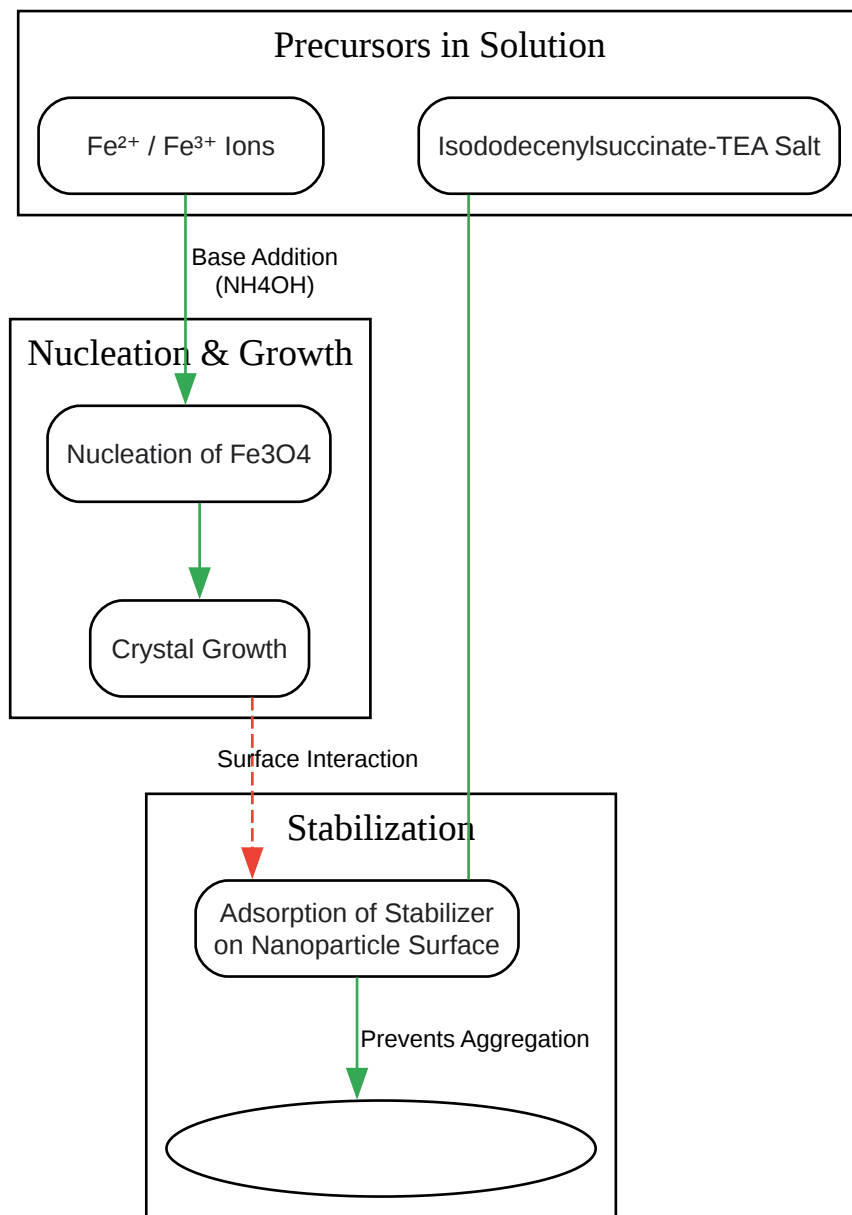 Precursors in Solution
Fe²⁺ / Fe³⁺ Ions
Isododecenylsuccinate-TEA Salt
Base Addition
(NH4OH)
Nucleation & Growth
Nucleation of Fe3O4
Crystal Growth
Surface Interaction
Stabilization
Adsorption of Stabilizer
on Nanoparticle Surface
Prevents Aggregation